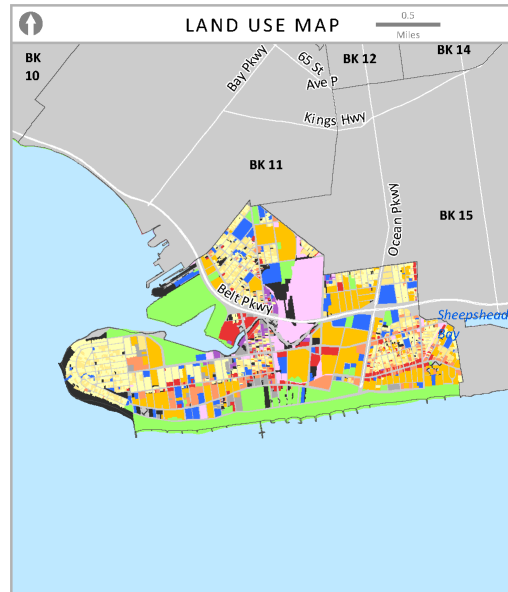 LAND USE MAP
0.5
Miles
BK
10
Bay Pkwy
65 St
Ave P
BK 12
BK 14
Kings Hwy
BK 11
Ocean Pkwy
BK 15
Belt Pkwy
Sheepshead
Bay